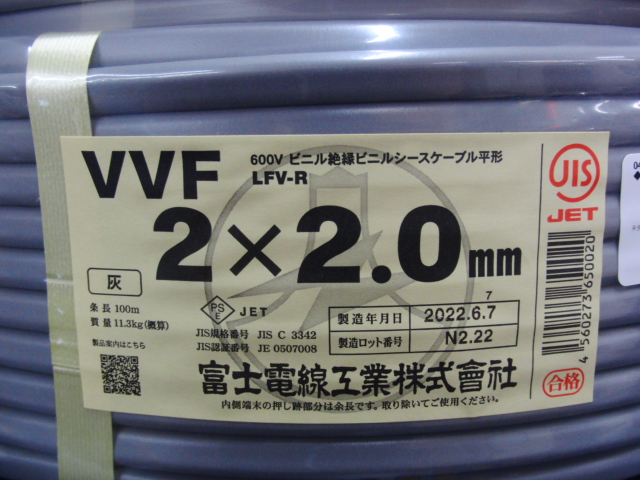 VVF 600V ビニル絶縁ビニルシースケーブル平形
LFV-R
2×2.0mm
灰
条長 100m
質量 11.3kg(概算)
製品案内はこちら
PS
E
JET
JIS規格番号 JIS C 3342
JIS認証番号 JE 0507008
7
製造年月日 2022.6.7
製造ロット番号 N2.22
富士電線工業株式會社
内側端末の押し跡部分は余長です。取り除いてご使用ください。
JIS
JET
4 560273 650020
合格
04